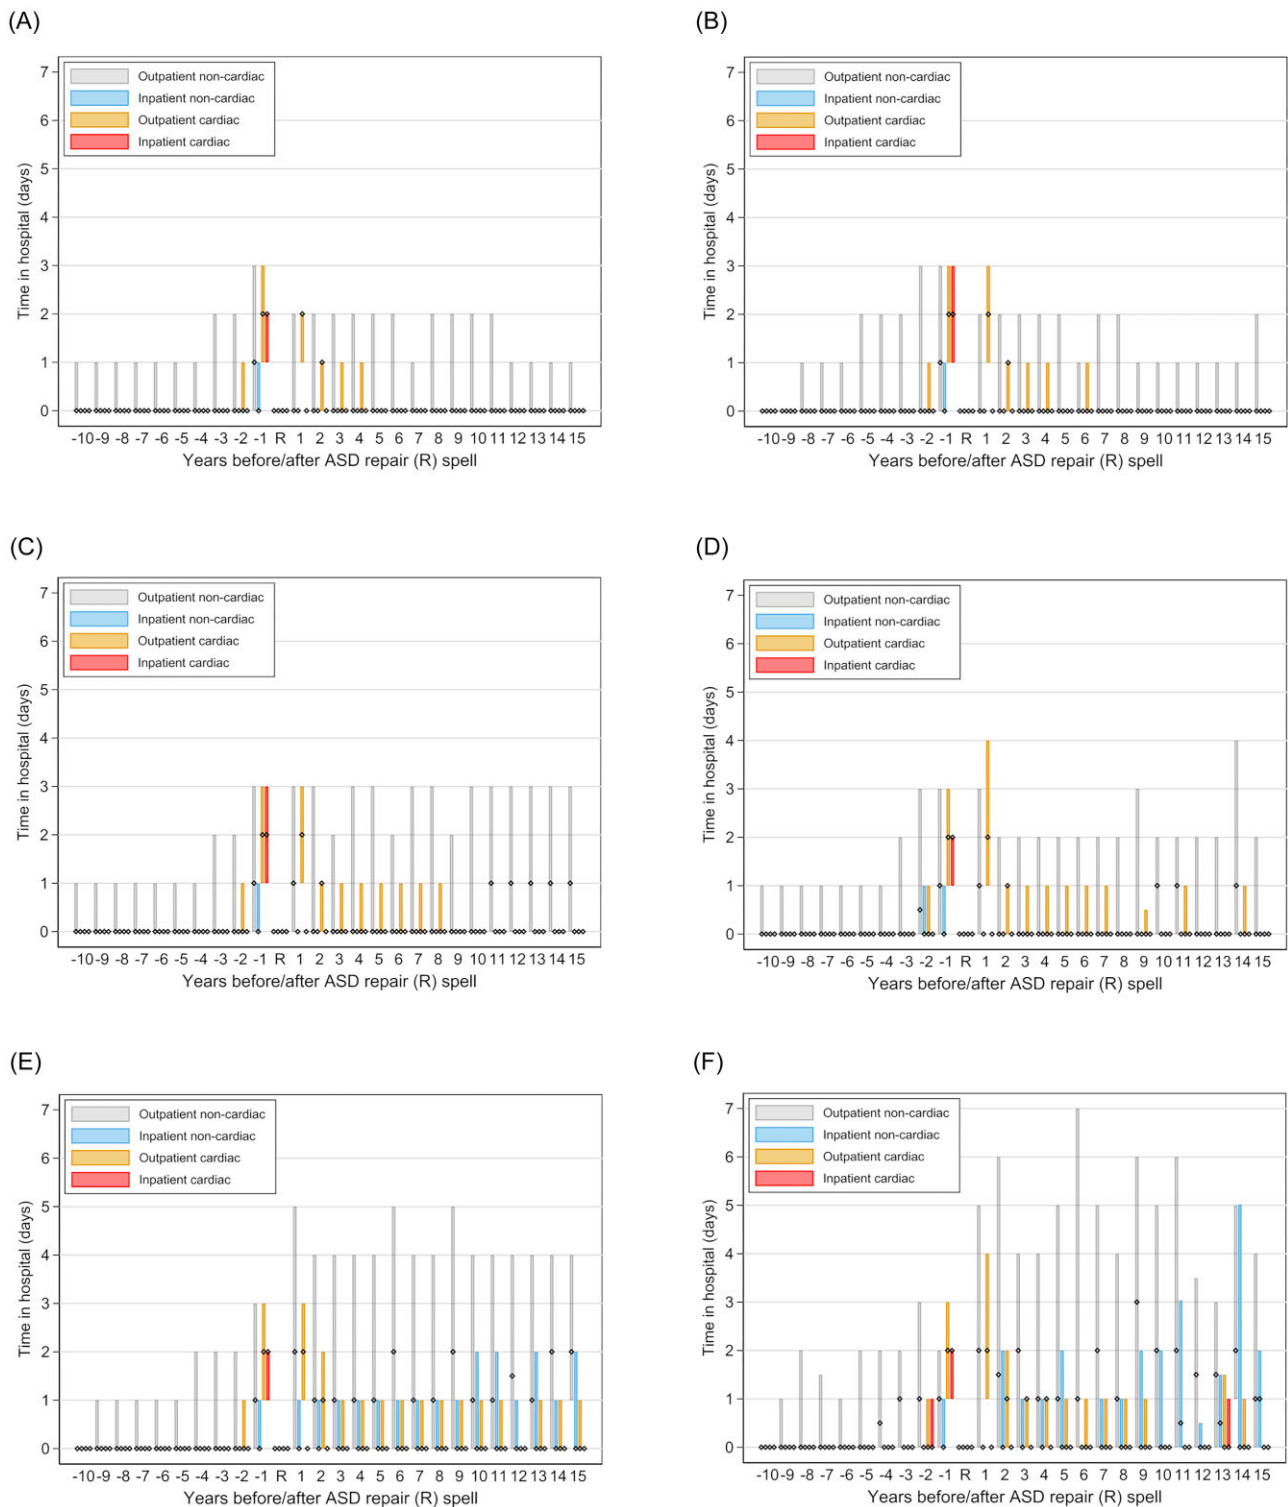 (A)
Time in hospital (days)
7
6
5
4
3
2
1
0
Outpatient non-cardiac
Inpatient non-cardiac
Outpatient cardiac
Inpatient cardiac
-10 -9 -8 -7 -6 -5 -4 -3 -2 -1 R 1 2 3 4 5 6 7 8 9 10 11 12 13 14 15
Years before/after ASD repair (R) spell
(B)
Time in hospital (days)
7
6
5
4
3
2
1
0
Outpatient non-cardiac
Inpatient non-cardiac
Outpatient cardiac
Inpatient cardiac
-10 -9 -8 -7 -6 -5 -4 -3 -2 -1 R 1 2 3 4 5 6 7 8 9 10 11 12 13 14 15
Years before/after ASD repair (R) spell
(C)
Time in hospital (days)
7
6
5
4
3
2
1
0
Outpatient non-cardiac
Inpatient non-cardiac
Outpatient cardiac
Inpatient cardiac
-10 -9 -8 -7 -6 -5 -4 -3 -2 -1 R 1 2 3 4 5 6 7 8 9 10 11 12 13 14 15
Years before/after ASD repair (R) spell
(D)
Time in hospital (days)
7
6
5
4
3
2
1
0
Outpatient non-cardiac
Inpatient non-cardiac
Outpatient cardiac
Inpatient cardiac
-10 -9 -8 -7 -6 -5 -4 -3 -2 -1 R 1 2 3 4 5 6 7 8 9 10 11 12 13 14 15
Years before/after ASD repair (R) spell
(E)
Time in hospital (days)
7
6
5
4
3
2
1
0
Outpatient non-cardiac
Inpatient non-cardiac
Outpatient cardiac
Inpatient cardiac
-10 -9 -8 -7 -6 -5 -4 -3 -2 -1 R 1 2 3 4 5 6 7 8 9 10 11 12 13 14 15
Years before/after ASD repair (R) spell
(F)
Time in hospital (days)
7
6
5
4
3
2
1
0
Outpatient non-cardiac
Inpatient non-cardiac
Outpatient cardiac
Inpatient cardiac
-10 -9 -8 -7 -6 -5 -4 -3 -2 -1 R 1 2 3 4 5 6 7 8 9 10 11 12 13 14 15
Years before/after ASD repair (R) spell